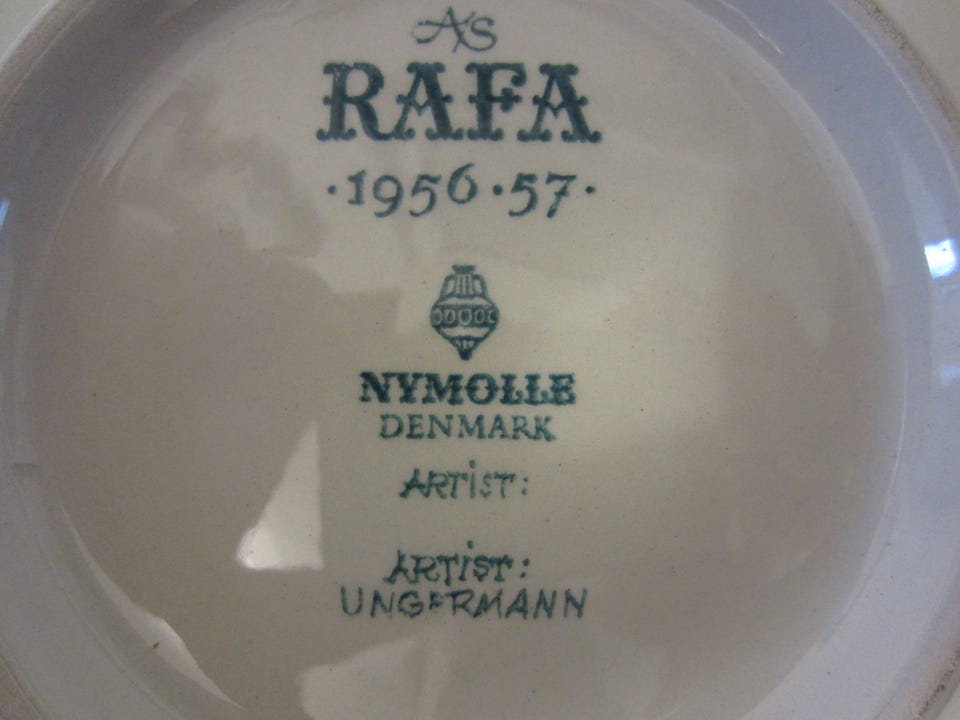 AS
RAFA
·1956·57·
NYMOLLE
DENMARK
ARTIST:
ARTIST:
UNGERMANN